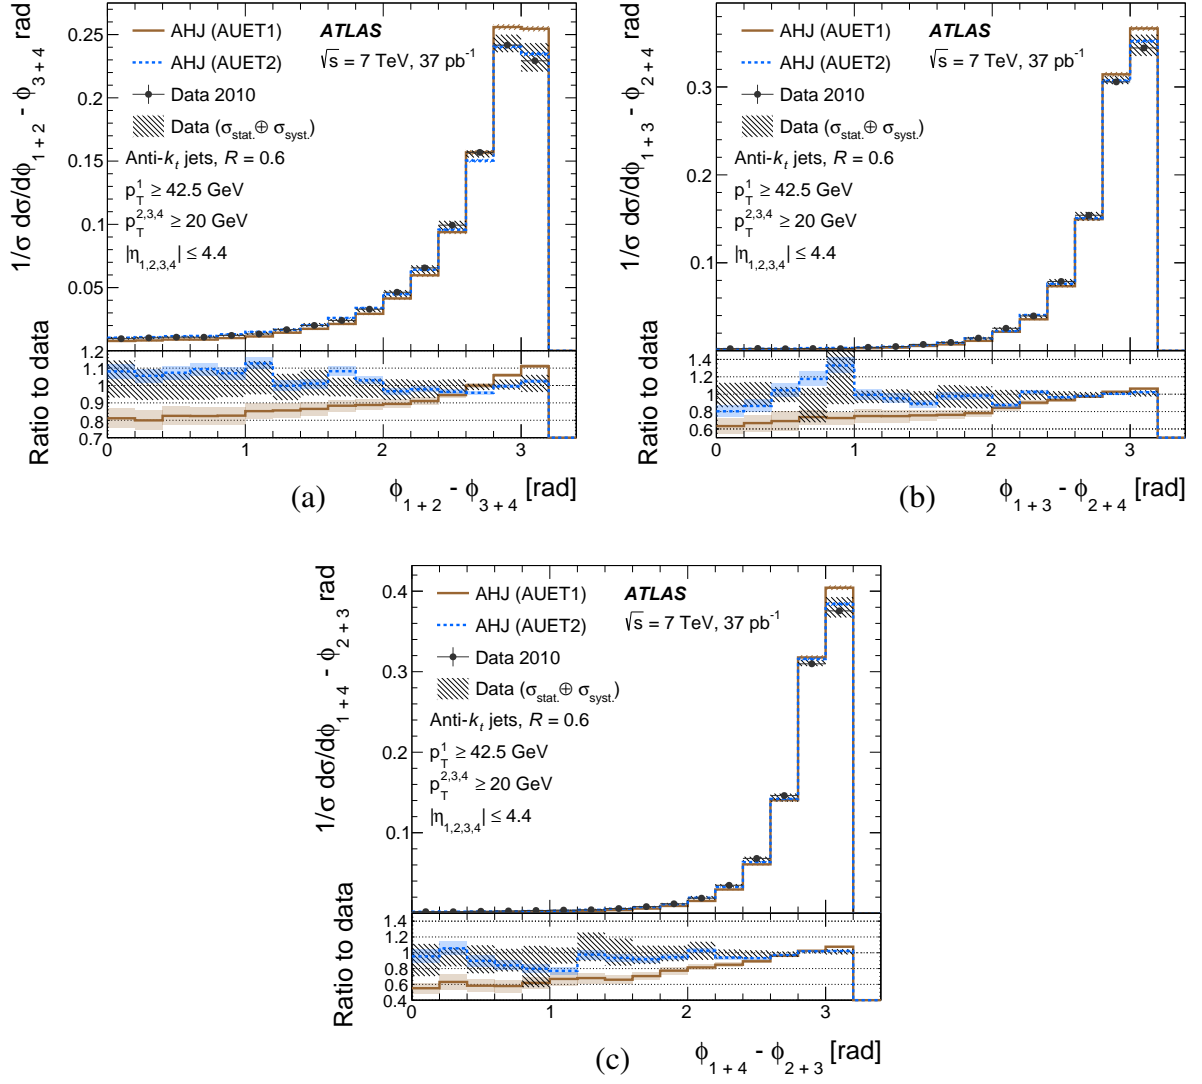 1/σ dσ/dϕ1+2 - ϕ3+4 rad
AHJ (AUET1)
AHJ (AUET2)
Data 2010
Data (σstat.⊕ σsyst.)
ATLAS
√s = 7 TeV, 37 pb-1
Anti-kt jets, R = 0.6
pT1 ≥ 42.5 GeV
pT2,3,4 ≥ 20 GeV
|η1,2,3,4| ≤ 4.4
0.25
0.2
0.15
0.1
0.05
Ratio to data
1.2
1.1
1
0.9
0.8
0.7
0 1 2 3
(a) ϕ1+2 - ϕ3+4 [rad]
1/σ dσ/dϕ1+3 - ϕ2+4 rad
AHJ (AUET1)
AHJ (AUET2)
Data 2010
Data (σstat.⊕ σsyst.)
ATLAS
√s = 7 TeV, 37 pb-1
Anti-kt jets, R = 0.6
pT1 ≥ 42.5 GeV
pT2,3,4 ≥ 20 GeV
|η1,2,3,4| ≤ 4.4
0.3
0.2
0.1
Ratio to data
1.4
1.2
1
0.8
0.6
0 1 2 3
(b) ϕ1+3 - ϕ2+4 [rad]
1/σ dσ/dϕ1+4 - ϕ2+3 rad
AHJ (AUET1)
AHJ (AUET2)
Data 2010
Data (σstat.⊕ σsyst.)
ATLAS
√s = 7 TeV, 37 pb-1
Anti-kt jets, R = 0.6
pT1 ≥ 42.5 GeV
pT2,3,4 ≥ 20 GeV
|η1,2,3,4| ≤ 4.4
0.4
0.3
0.2
0.1
Ratio to data
1.4
1.2
1
0.8
0.6
0.4
0 1 2 3
(c) ϕ1+4 - ϕ2+3 [rad]